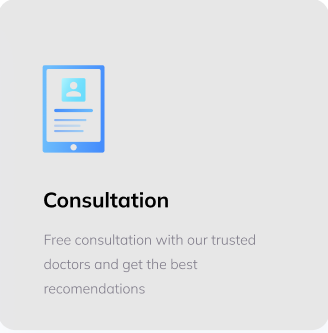 Consultation
Free consultation with our trusted
doctors and get the best
recomendations